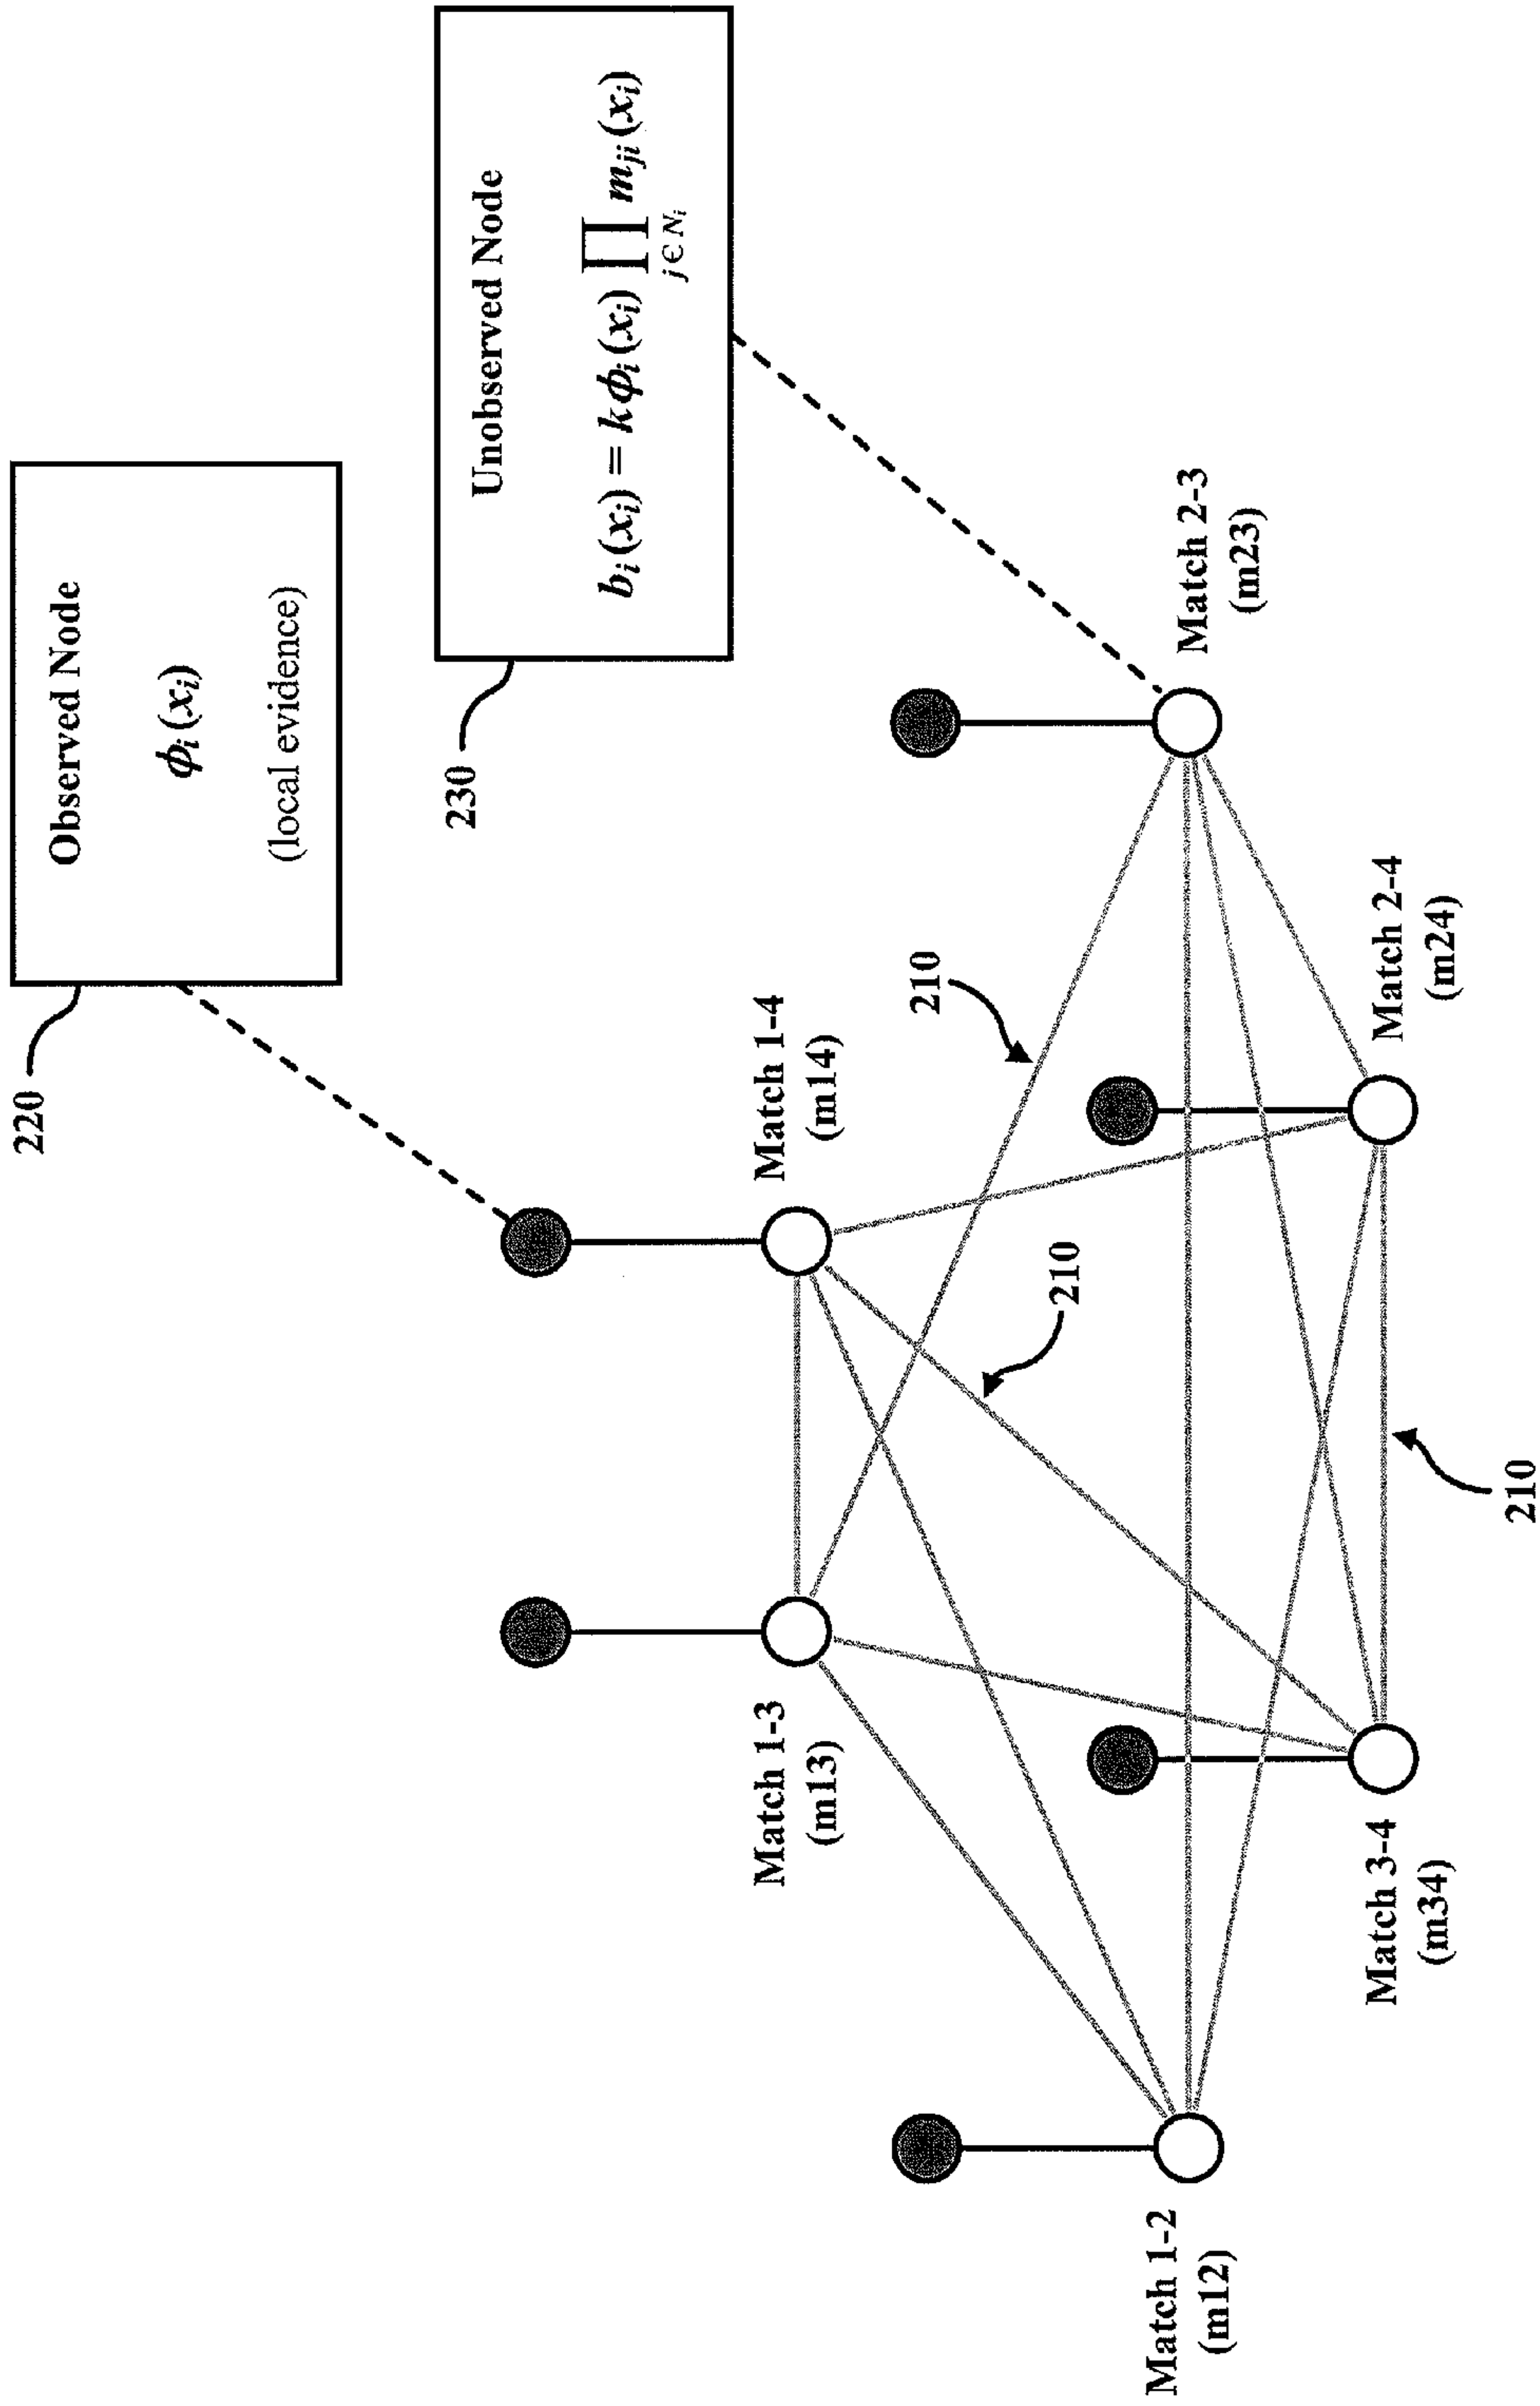 220
Observed Node
ϕᵢ(xᵢ)
(local evidence)
230
Unobserved Node
bᵢ(xᵢ) = kϕᵢ(xᵢ) ∏ mⱼᵢ(xᵢ)
j∈Nᵢ
Match 1-3
(m13)
Match 1-4
(m14)
210
210
Match 1-2
(m12)
Match 2-3
(m23)
Match 3-4
(m34)
Match 2-4
(m24)
210